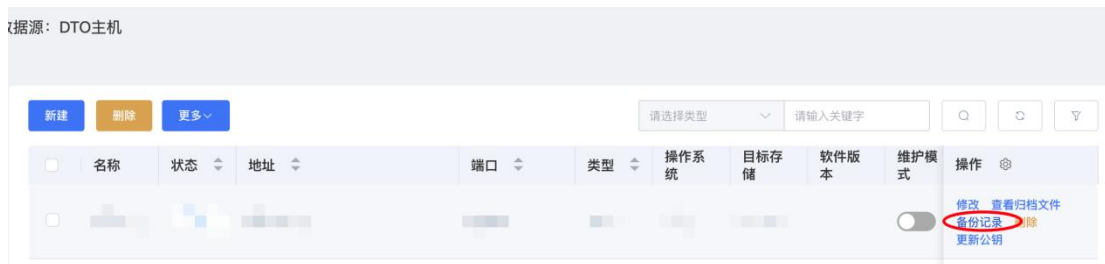 数据源：DTO主机
新建 删除 更多 请选择类型 请输入关键字
名称 状态 地址 端口 类型 操作系统 目标存储 软件版本 维护模式 操作
修改 查看归档文件
备份记录 删除
更新公钥